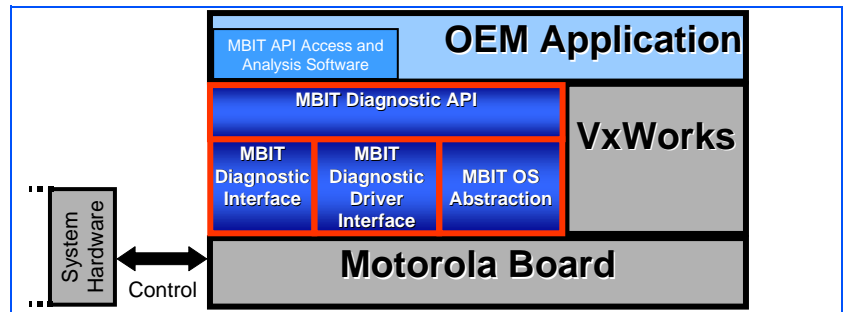 MBIT API Access and
Analysis Software
OEM Application
MBIT Diagnostic API
VxWorks
MBIT
Diagnostic
Interface
MBIT
Diagnostic
Driver
Interface
MBIT OS
Abstraction
System
Hardware
Control
Motorola Board